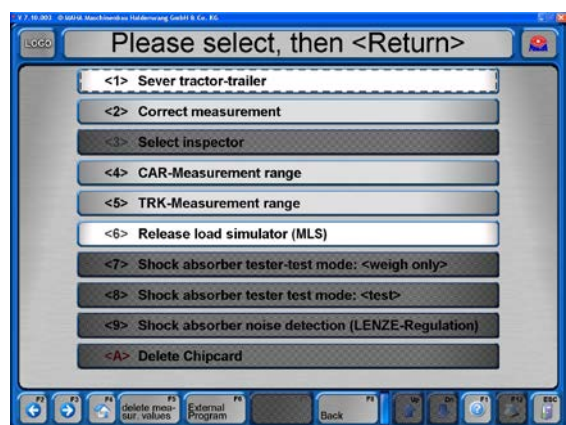 V 7.10.003 © MAHA Maschinenbau Haldenwang GmbH & Co. KG
LOGO
Please select, then <Return>
<1> Sever tractor-trailer
<2> Correct measurement
<3> Select inspector
<4> CAR-Measurement range
<5> TRK-Measurement range
<6> Release load simulator (MLS)
<7> Shock absorber tester-test mode: <weigh only>
<8> Shock absorber tester test mode: <test>
<9> Shock absorber noise detection (LENZE-Regulation)
<A> Delete Chipcard
F2
F3
F4
F5
delete mea-
sur. values
F6
External
Program
F8
Back
Up
Dn
F1
F12
ESC